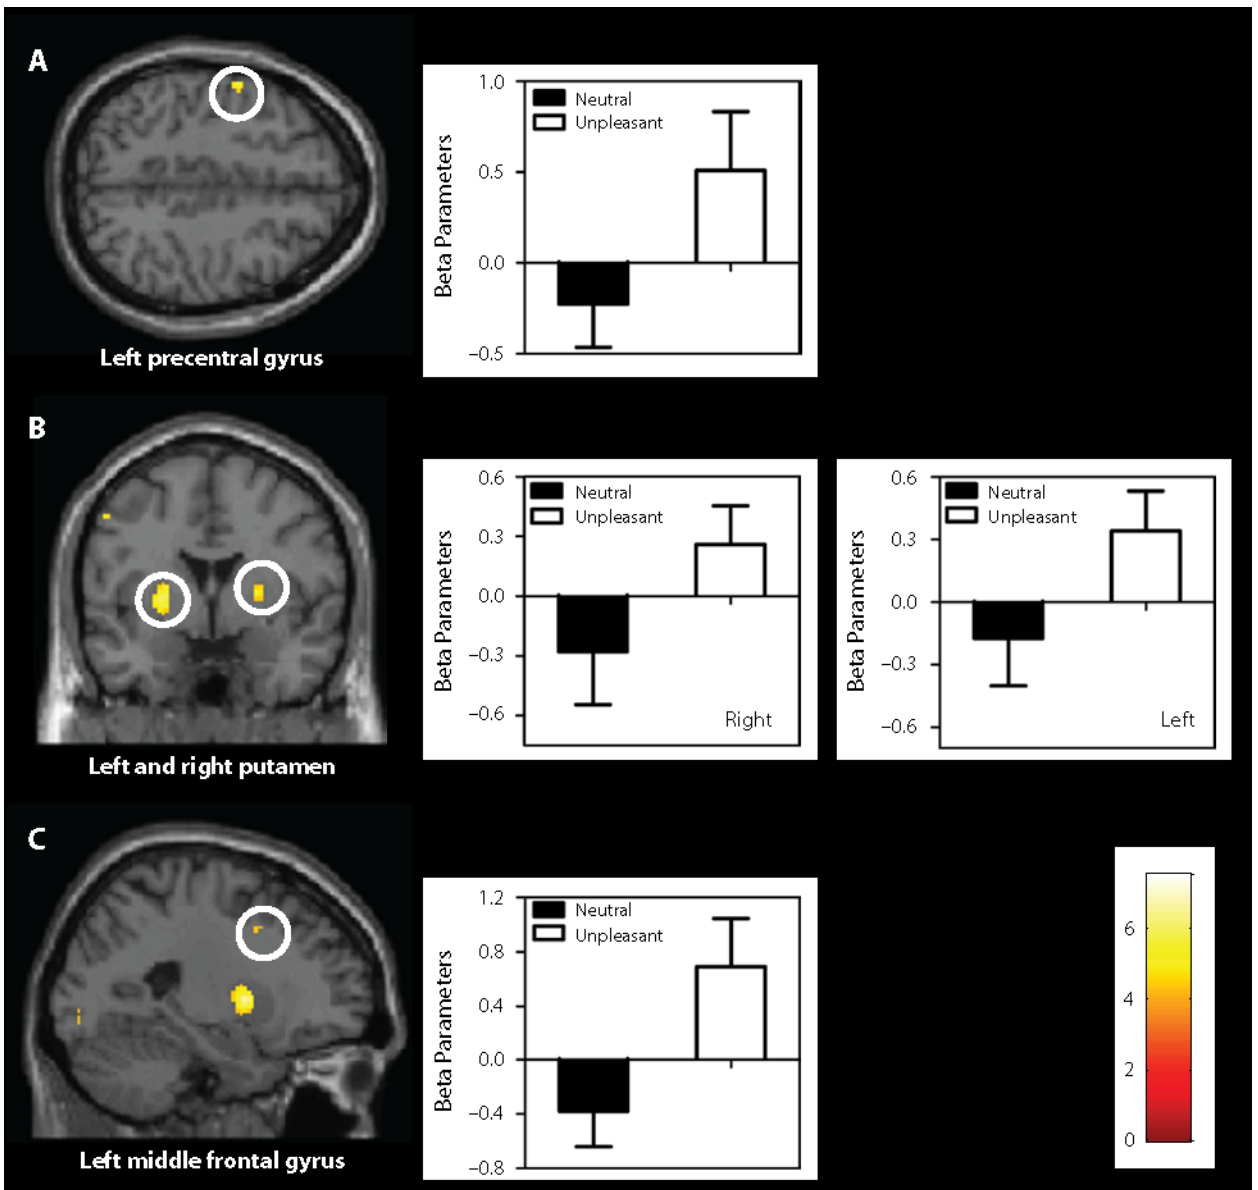 A
Left precentral gyrus
Beta Parameters
1.0
0.5
0.0
–0.5
Neutral
Unpleasant
B
Left and right putamen
Beta Parameters
0.6
0.3
0.0
–0.3
–0.6
Neutral
Unpleasant
Right
Beta Parameters
0.6
0.3
0.0
–0.3
–0.6
Neutral
Unpleasant
Left
C
Left middle frontal gyrus
Beta Parameters
1.2
0.8
0.4
0.0
–0.4
–0.8
Neutral
Unpleasant
6
4
2
0